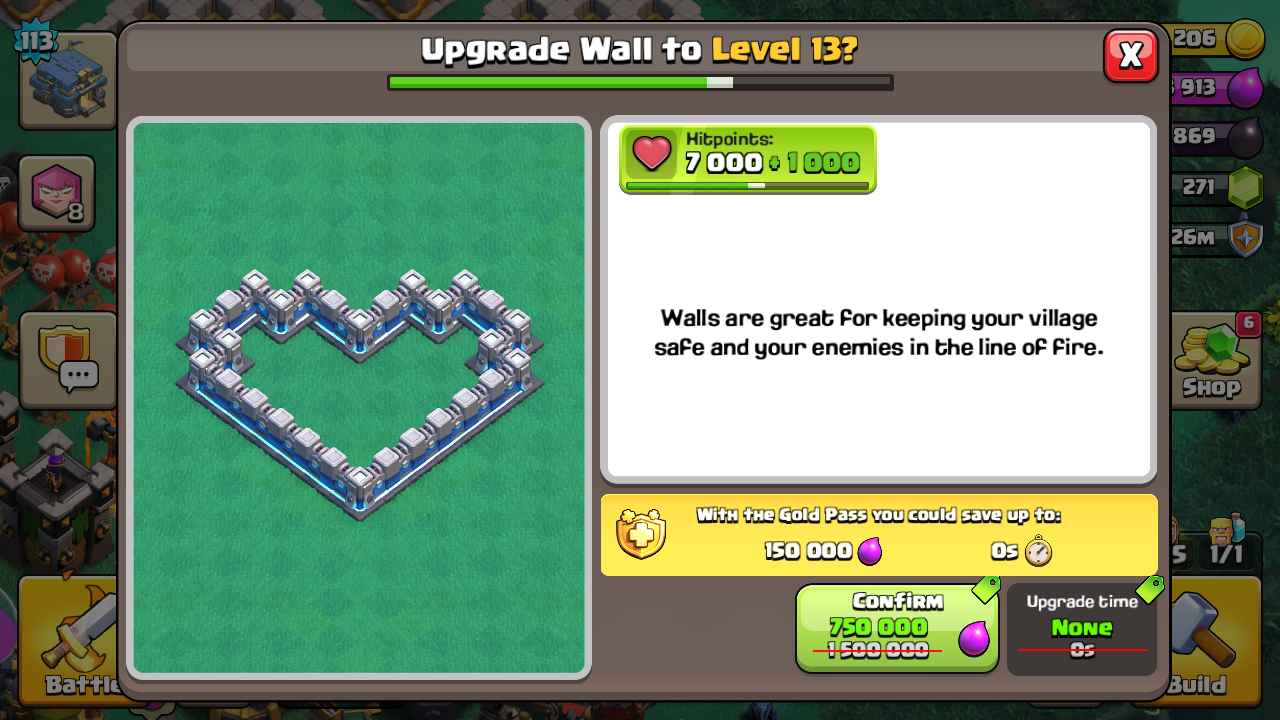 113
Upgrade Wall to Level 13?
X
206
913
869
271
26M
8
Hitpoints:
7 000 + 1 000
Walls are great for keeping your village
safe and your enemies in the line of fire.
6
Shop
With the Gold Pass you could save up to:
150 000
0s
5
1/1
Confirm
750 000
1 500 000
Upgrade time
None
0s
Battle
Build